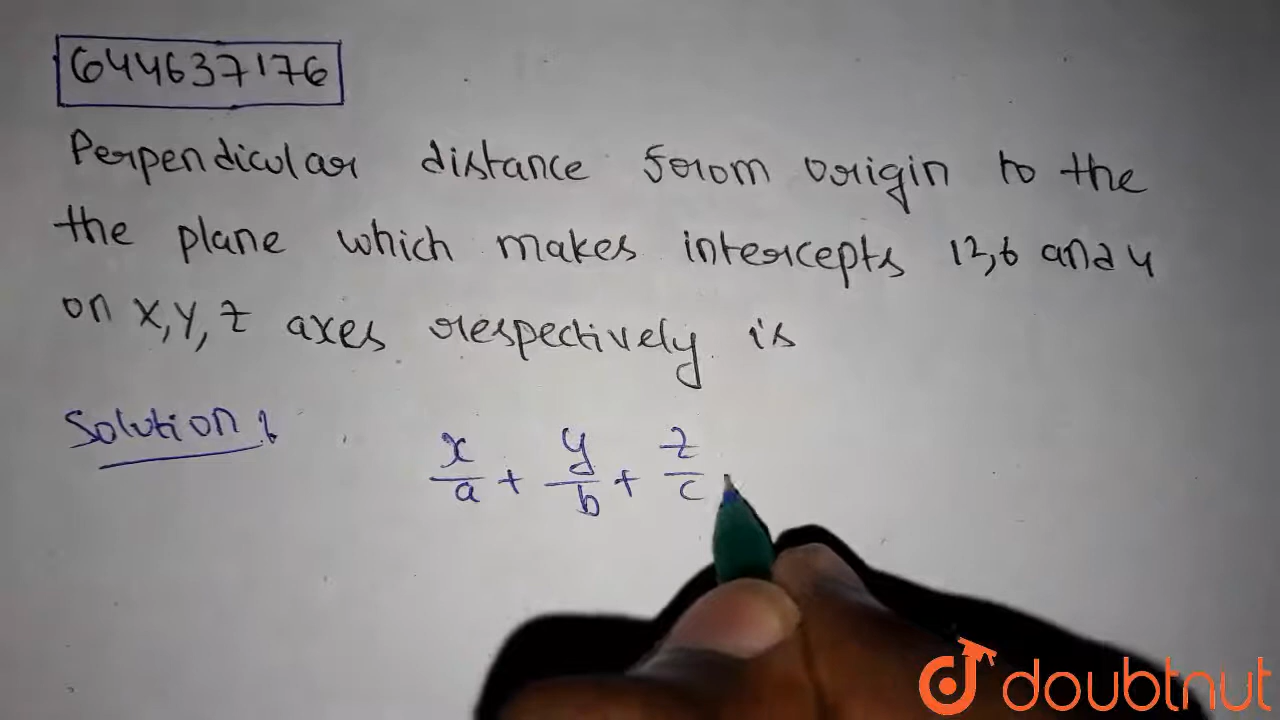 644637176
Perpendicular distance from origin to the
the plane which makes intercepts 12,6 and 4
on x,y,z axes respectively is
Solution :
x/a + y/b + z/c
doubtnut